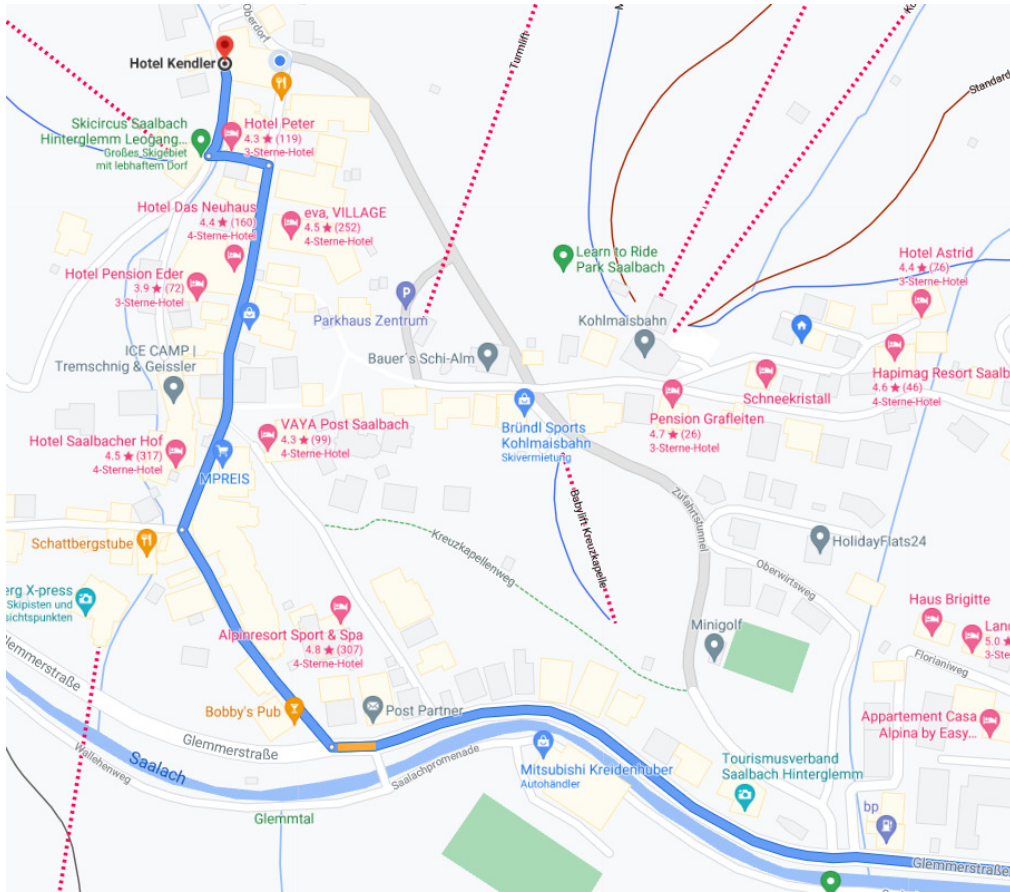 Oberdorf
Hotel Kendler
Turmlift
Standard
Skicircus Saalbach
Hinterglemm Leogang...
Großes Skigebiet
mit lebhaftem Dorf
Hotel Peter
4.3 ★ (119)
3-Sterne-Hotel
Hotel Das Neuhaus
4.4 ★ (160)
4-Sterne-Hotel
eva, VILLAGE
4.5 ★ (252)
4-Sterne-Hotel
Hotel Pension Eder
3.9 ★ (72)
3-Sterne-Hotel
Learn to Ride
Park Saalbach
Hotel Astrid
4.4 ★ (76)
3-Sterne-Hotel
P
Parkhaus Zentrum
Kohlmaisbahn
ICE CAMP |
Tremschnig & Geissler
Bauer's Schi-Alm
Hapimag Resort Saalb
4.6 ★ (46)
4-Sterne-Hotel
Schneekristall
Pension Grafleiten
4.7 ★ (26)
3-Sterne-Hotel
VAYA Post Saalbach
4.3 ★ (99)
4-Sterne-Hotel
Bründl Sports
Kohlmaisbahn
Skivermietung
Hotel Saalbacher Hof
4.5 ★ (317)
4-Sterne-Hotel
MPREIS
Babylift Kreuzkapelle
Zufahrtstunnel
Kreuzkapellenweg
Schattbergstube
HolidayFlats24
Oberwirtsweg
erg X-press
Skipisten und
sichtspunkten
Haus Brigitte
Minigolf
Alpinresort Sport & Spa
4.8 ★ (307)
4-Sterne-Hotel
Lanc
5.0 ★
3-Ste
Florianiweg
Glemmerstraße
Bobby's Pub
Post Partner
Appartement Casa
Alpina by Easy...
Glemmerstraße
Saalach
Wallehenweg
Saalachpromenade
Mitsubishi Kreidenhuber
Autohändler
Tourismusverband
Saalbach Hinterglemm
Glemmtal
bp
Glemmerstraße